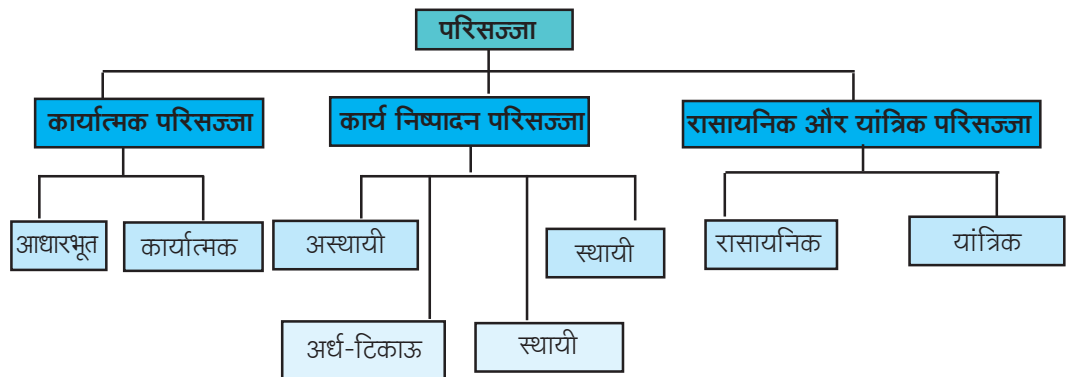 परिसज्जा
कार्यात्मक परिसज्जा
कार्य निष्पादन परिसज्जा
रासायनिक और यांत्रिक परिसज्जा
आधारभूत
कार्यात्मक
अस्थायी
स्थायी
रासायनिक
यांत्रिक
अर्ध-टिकाऊ
स्थायी